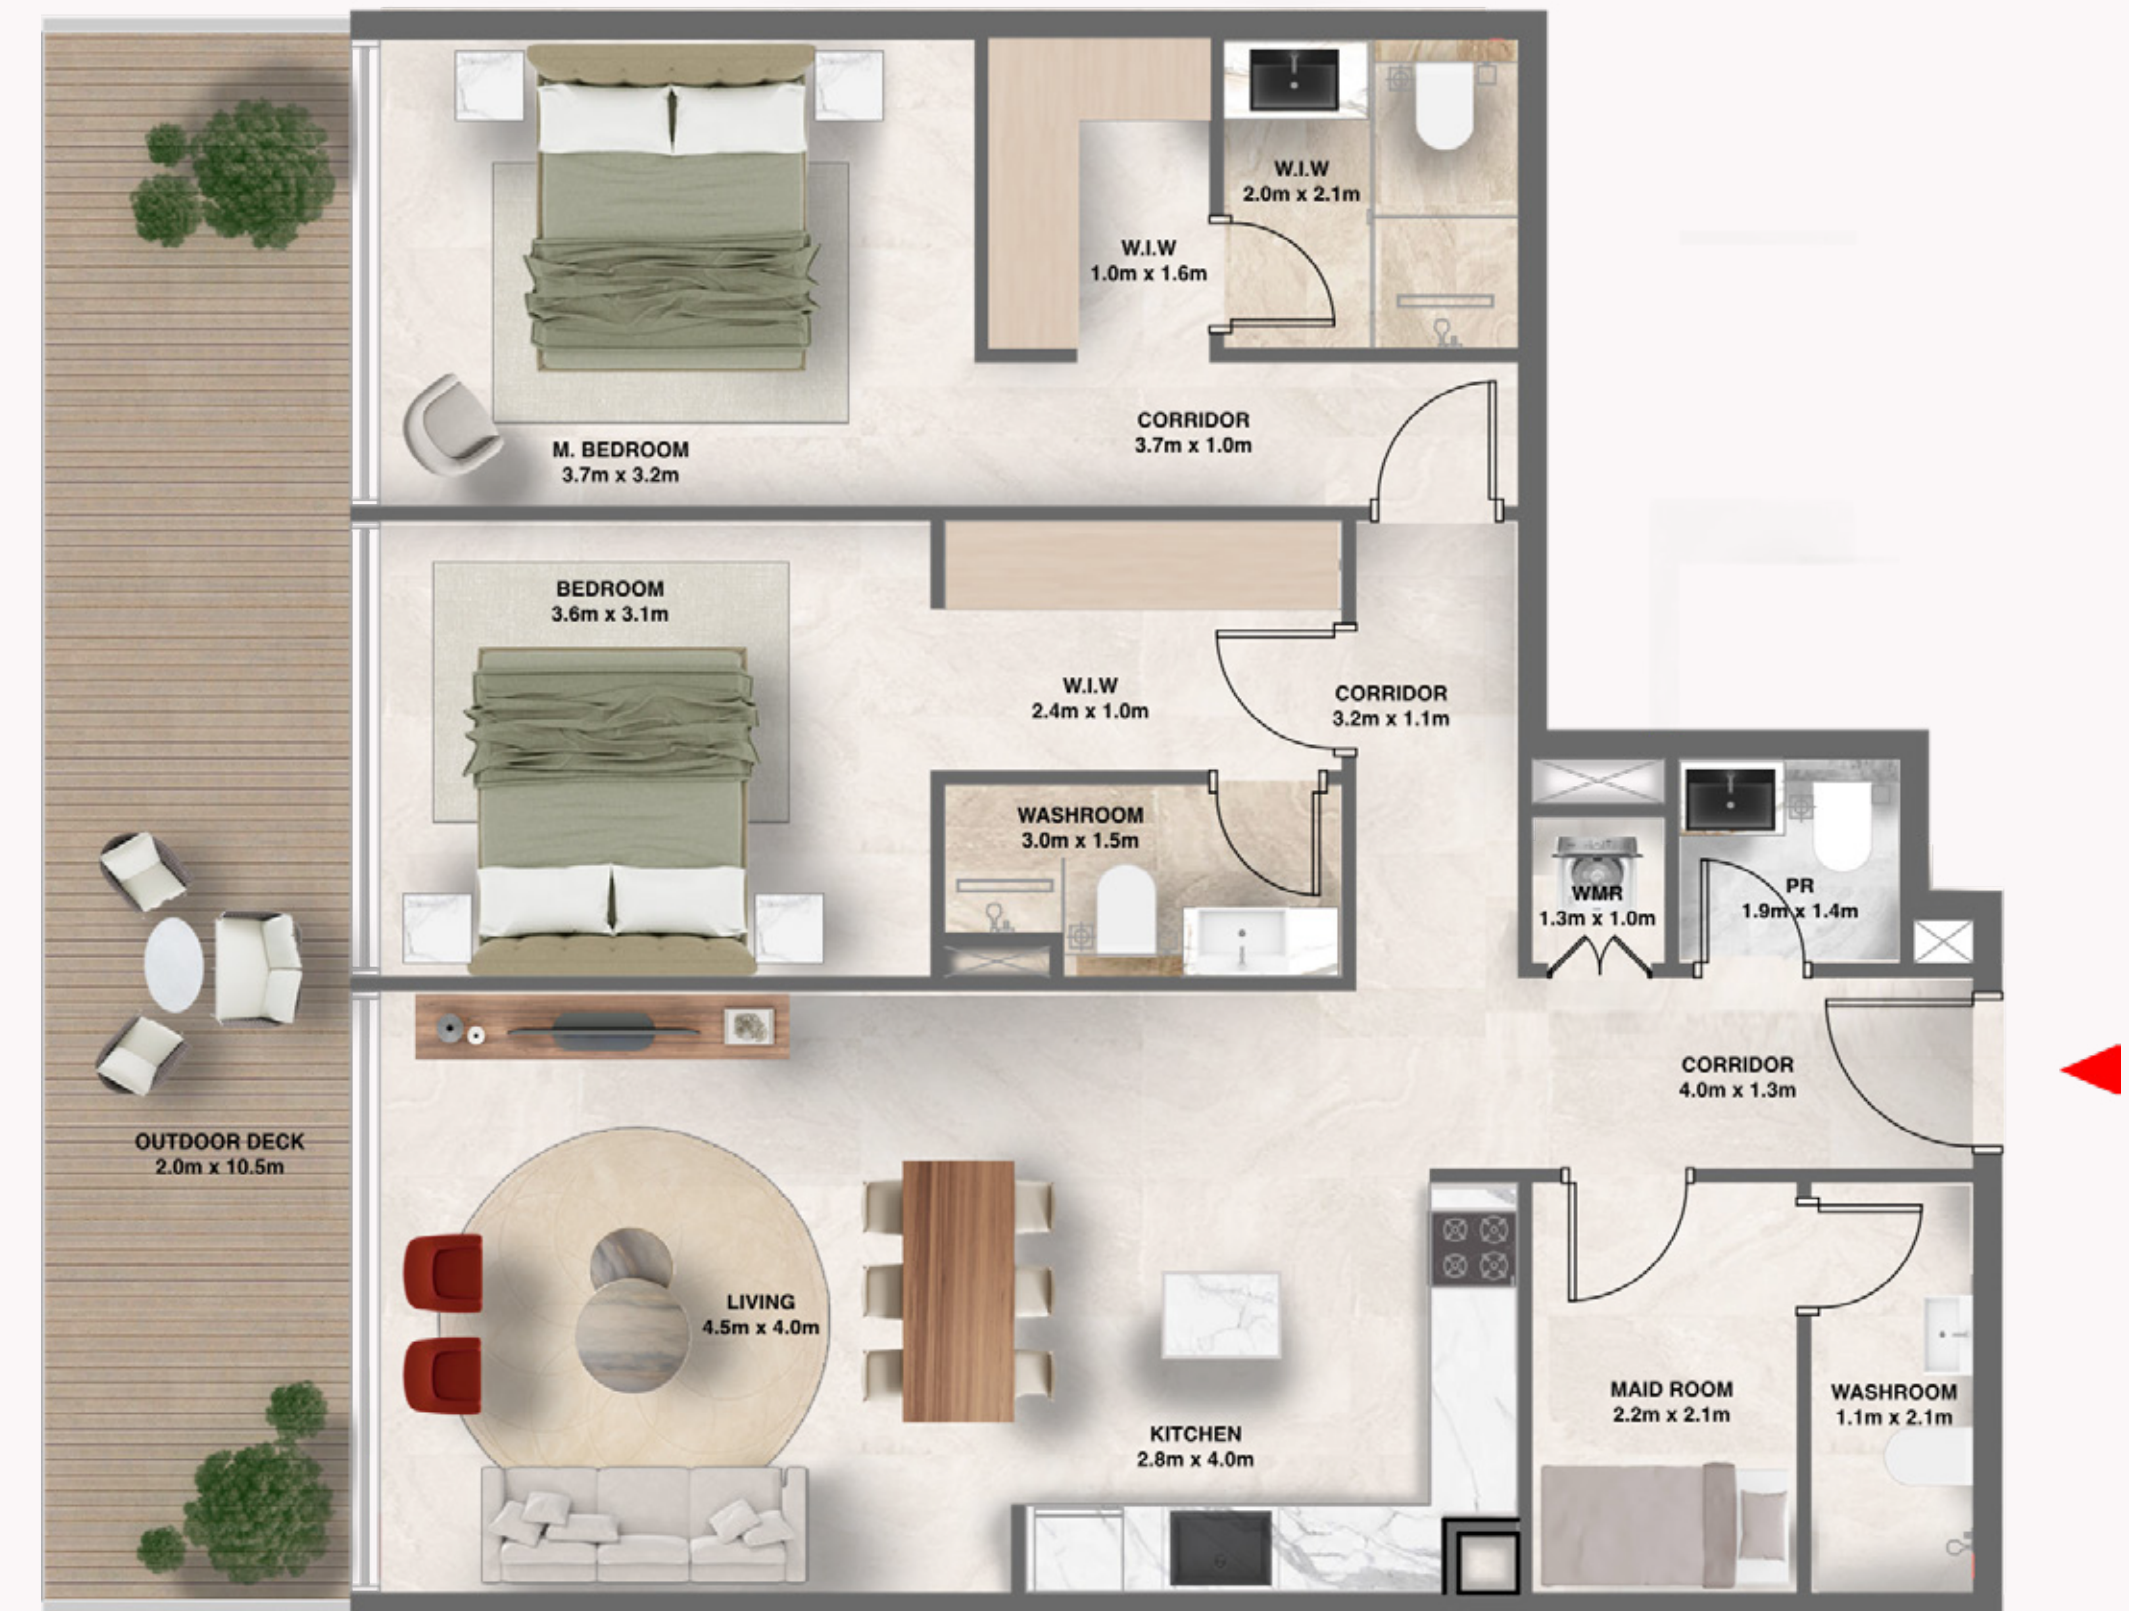 W.I.W
2.0m x 2.1m
W.I.W
1.0m x 1.6m
CORRIDOR
3.7m x 1.0m
M. BEDROOM
3.7m x 3.2m
BEDROOM
3.6m x 3.1m
W.I.W
2.4m x 1.0m
CORRIDOR
3.2m x 1.1m
WASHROOM
3.0m x 1.5m
WMR
1.3m x 1.0m
PR
1.9m x 1.4m
CORRIDOR
4.0m x 1.3m
OUTDOOR DECK
2.0m x 10.5m
LIVING
4.5m x 4.0m
KITCHEN
2.8m x 4.0m
MAID ROOM
2.2m x 2.1m
WASHROOM
1.1m x 2.1m